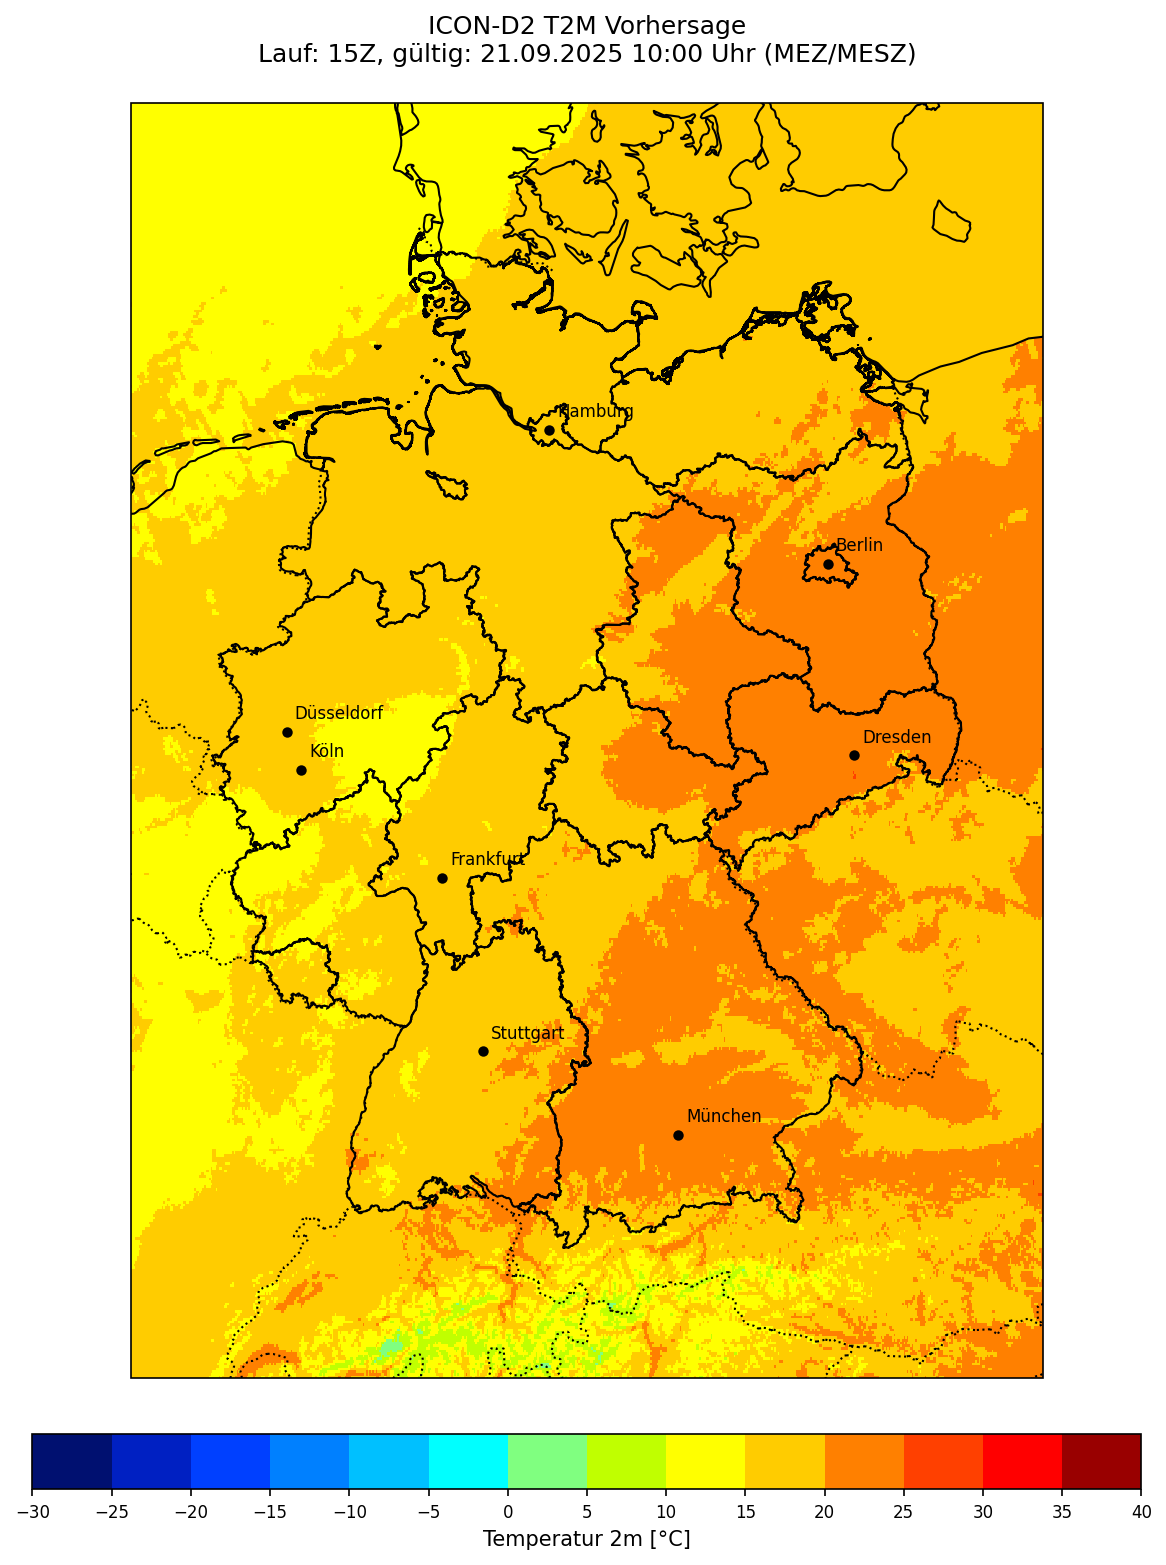 ICON-D2 T2M Vorhersage
Lauf: 15Z, gültig: 21.09.2025 10:00 Uhr (MEZ/MESZ)
Hamburg
Berlin
Düsseldorf
Dresden
Köln
Frankfurt
Stuttgart
München
−30 −25 −20 −15 −10 −5 0 5 10 15 20 25 30 35 40
Temperatur 2m [°C]